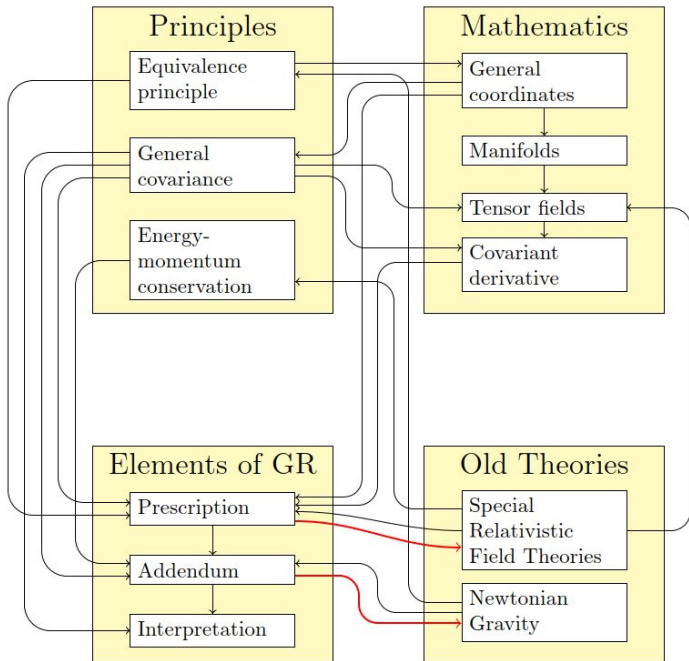 Principles
Equivalence
principle
General
covariance
Energy-
momentum
conservation
Mathematics
General
coordinates
Manifolds
Tensor fields
Covariant
derivative
Elements of GR
Prescription
Addendum
Interpretation
Old Theories
Special
Relativistic
Field Theories
Newtonian
Gravity